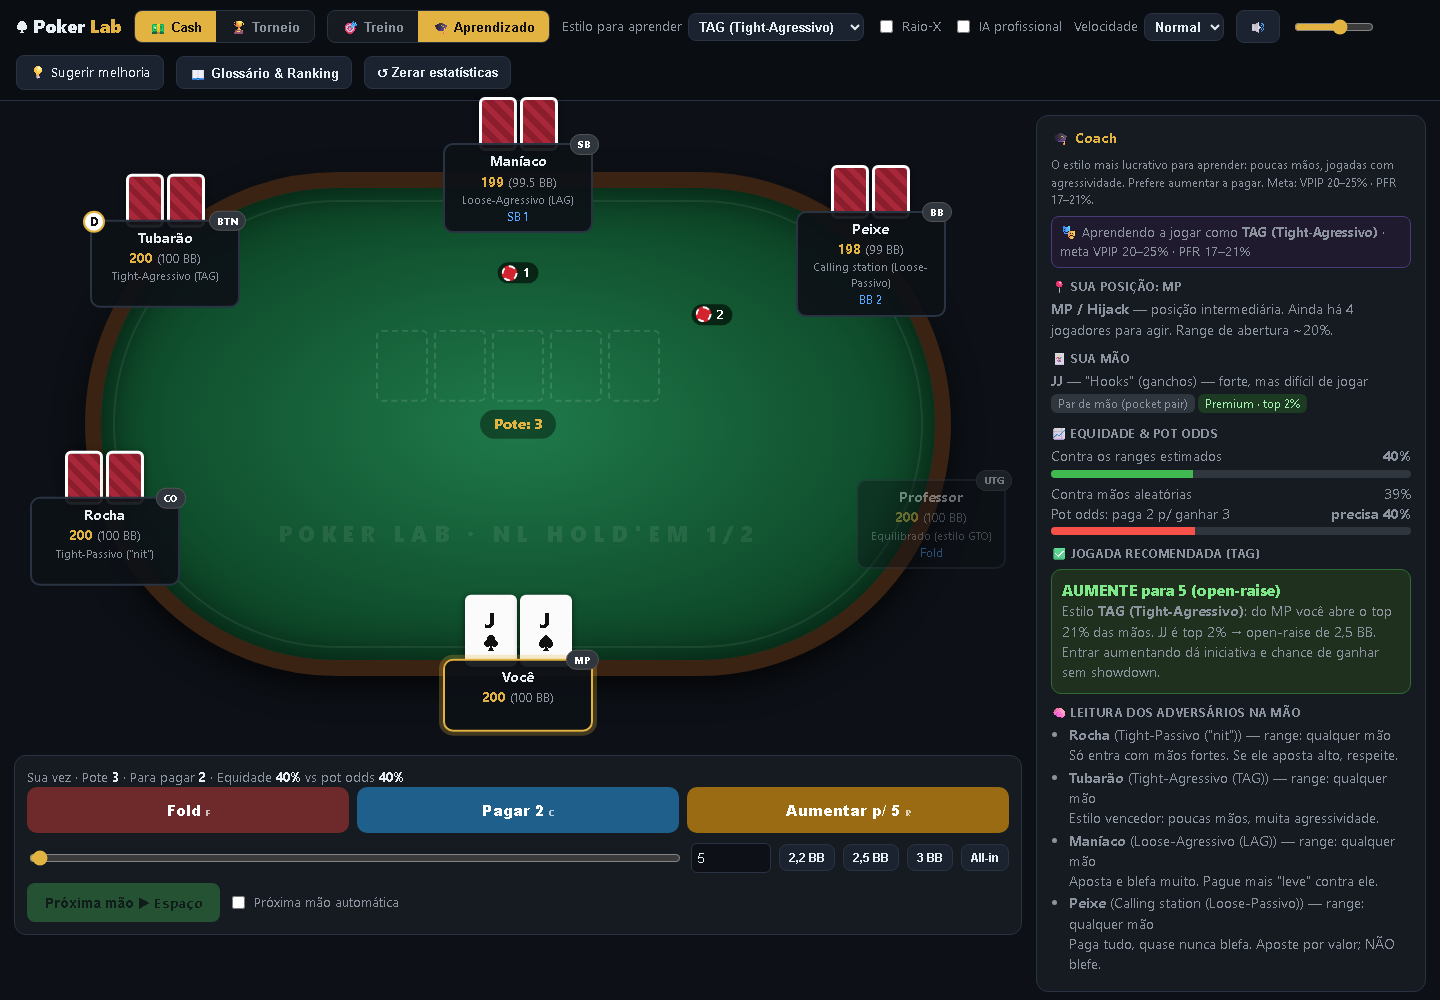 Poker Lab
Cash
Torneio
Treino
Aprendizado
Estilo para aprender
TAG (Tight-Agressivo)
Raio-X
IA profissional
Velocidade
Normal
Sugerir melhoria
Glossário & Ranking
↺ Zerar estatísticas
SB
Maníaco
199 (99.5 BB)
Loose-Agressivo (LAG)
SB 1
D
BTN
Tubarão
200 (100 BB)
Tight-Agressivo (TAG)
BB
Peixe
198 (99 BB)
Calling station (Loose-
Passivo)
BB 2
1
2
Pote: 3
CO
Rocha
200 (100 BB)
Tight-Passivo ("nit")
UTG
Professor
200 (100 BB)
Equilibrado (estilo GTO)
Fold
POKER LAB · NL HOLD'EM 1/2
J
J
MP
Você
200 (100 BB)
Sua vez · Pote 3 · Para pagar 2 · Equidade 40% vs pot odds 40%
Fold F
Pagar 2 C
Aumentar p/ 5 R
5
2,2 BB
2,5 BB
3 BB
All-in
Próxima mão ▶ Espaço
Próxima mão automática
Coach
O estilo mais lucrativo para aprender: poucas mãos, jogadas com
agressividade. Prefere aumentar a pagar. Meta: VPIP 20–25% · PFR
17–21%.
Aprendendo a jogar como TAG (Tight-Agressivo) ·
meta VPIP 20–25% · PFR 17–21%
SUA POSIÇÃO: MP
MP / Hijack — posição intermediária. Ainda há 4
jogadores para agir. Range de abertura ~20%.
SUA MÃO
JJ — "Hooks" (ganchos) — forte, mas difícil de jogar
Par de mão (pocket pair)
Premium · top 2%
EQUIDADE & POT ODDS
Contra os ranges estimados 40%
Contra mãos aleatórias 39%
Pot odds: paga 2 p/ ganhar 3 precisa 40%
JOGADA RECOMENDADA (TAG)
AUMENTE para 5 (open-raise)
Estilo TAG (Tight-Agressivo): do MP você abre o top
21% das mãos. JJ é top 2% → open-raise de 2,5 BB.
Entrar aumentando dá iniciativa e chance de ganhar
sem showdown.
LEITURA DOS ADVERSÁRIOS NA MÃO
Rocha (Tight-Passivo ("nit")) — range: qualquer mão
Só entra com mãos fortes. Se ele aposta alto, respeite.
Tubarão (Tight-Agressivo (TAG)) — range: qualquer
mão
Estilo vencedor: poucas mãos, muita agressividade.
Maníaco (Loose-Agressivo (LAG)) — range: qualquer
mão
Aposta e blefa muito. Pague mais "leve" contra ele.
Peixe (Calling station (Loose-Passivo)) — range:
qualquer mão
Paga tudo, quase nunca blefa. Aposte por valor; NÃO
blefe.